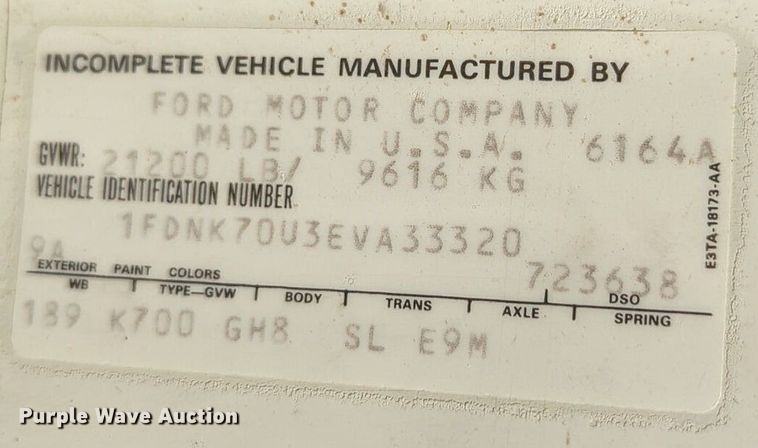 INCOMPLETE VEHICLE MANUFACTURED BY
FORD MOTOR COMPANY
MADE IN U.S.A.
6164A
GVWR: 21200 LB/ 9616 KG
VEHICLE IDENTIFICATION NUMBER
1FDNK70U3EVA33320
9A
723638
EXTERIOR PAINT COLORS
DSO
WB TYPE—GVW BODY TRANS AXLE SPRING
189 K700 GH8 SL E9M
E3TA-18173-AA
Purple Wave Auction